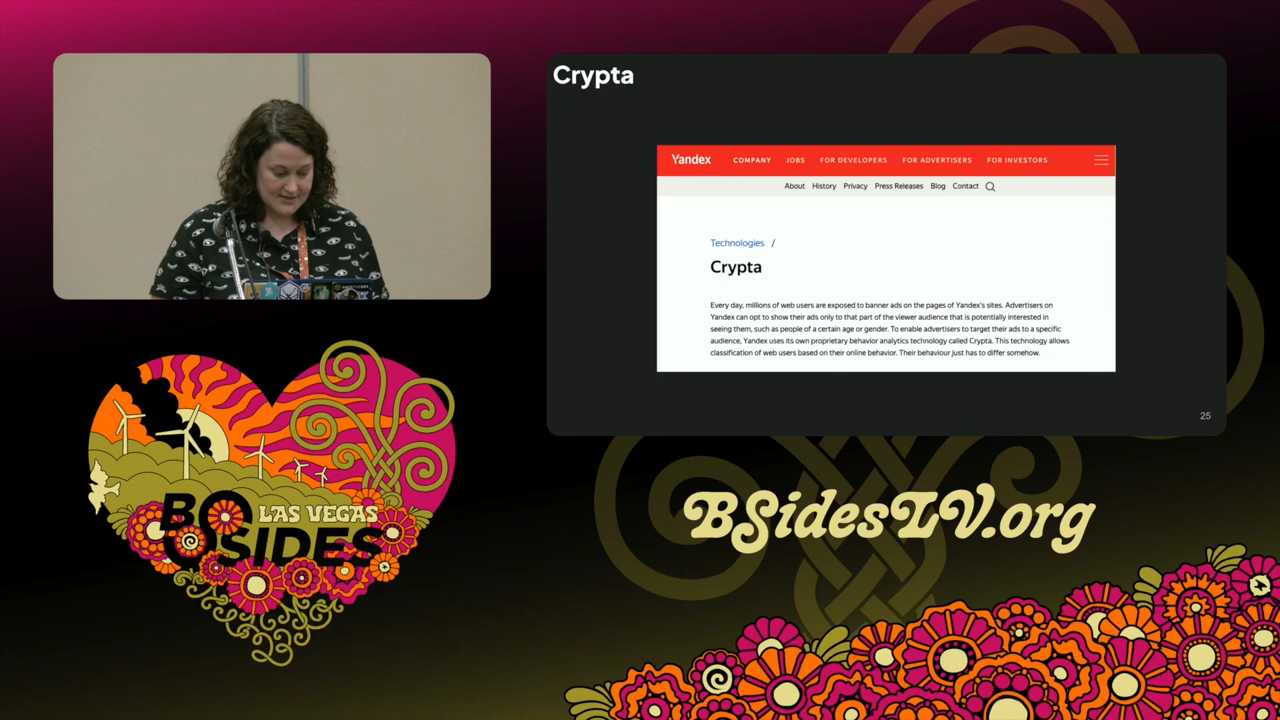 Crypta
Yandex COMPANY JOBS FOR DEVELOPERS FOR ADVERTISERS FOR INVESTORS
About History Privacy Press Releases Blog Contact
Technologies /
Crypta
Every day, millions of web users are exposed to banner ads on the pages of Yandex's sites. Advertisers on
Yandex can opt to show their ads only to that part of the viewer audience that is potentially interested in
seeing them, such as people of a certain age or gender. To enable advertisers to target their ads to a specific
audience, Yandex uses its own proprietary behavior analytics technology called Crypta. This technology allows
classification of web users based on their online behavior. Their behaviour just has to differ somehow.
25
BSIDES
LAS VEGAS
23
BSidesLV.org